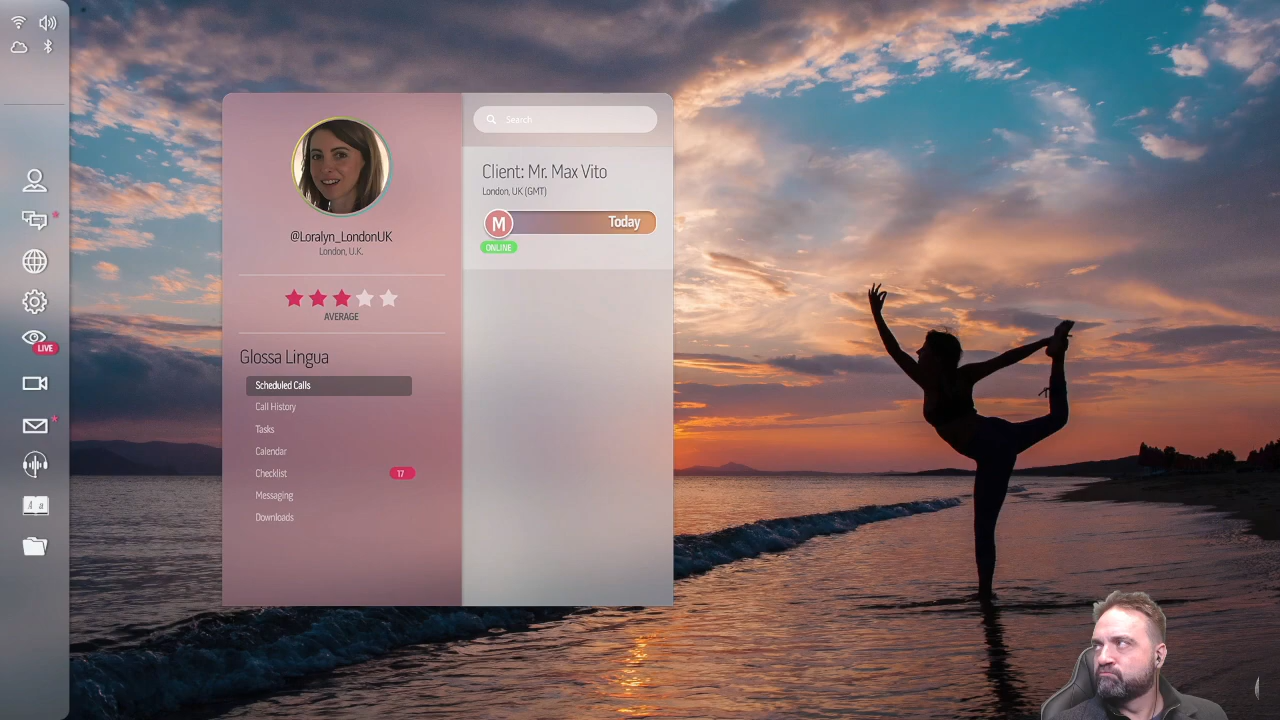 @Loralyn_LondonUK
London, U.K.
AVERAGE
Glossa Lingua
Scheduled Calls
Call History
Tasks
Calendar
Checklist 17
Messaging
Downloads
Search
Client: Mr. Max Vito
London, UK (GMT)
M Today
ONLINE
LIVE
A a